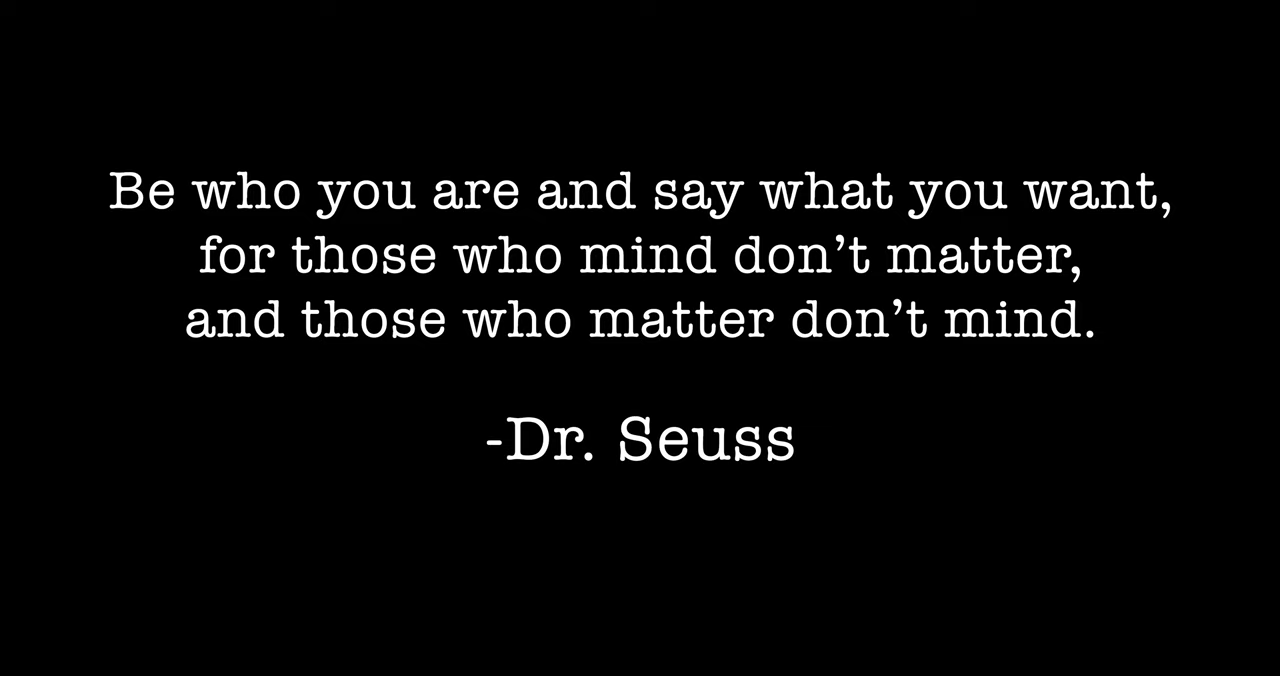 Be who you are and say what you want,
for those who mind don’t matter,
and those who matter don’t mind.
-Dr. Seuss